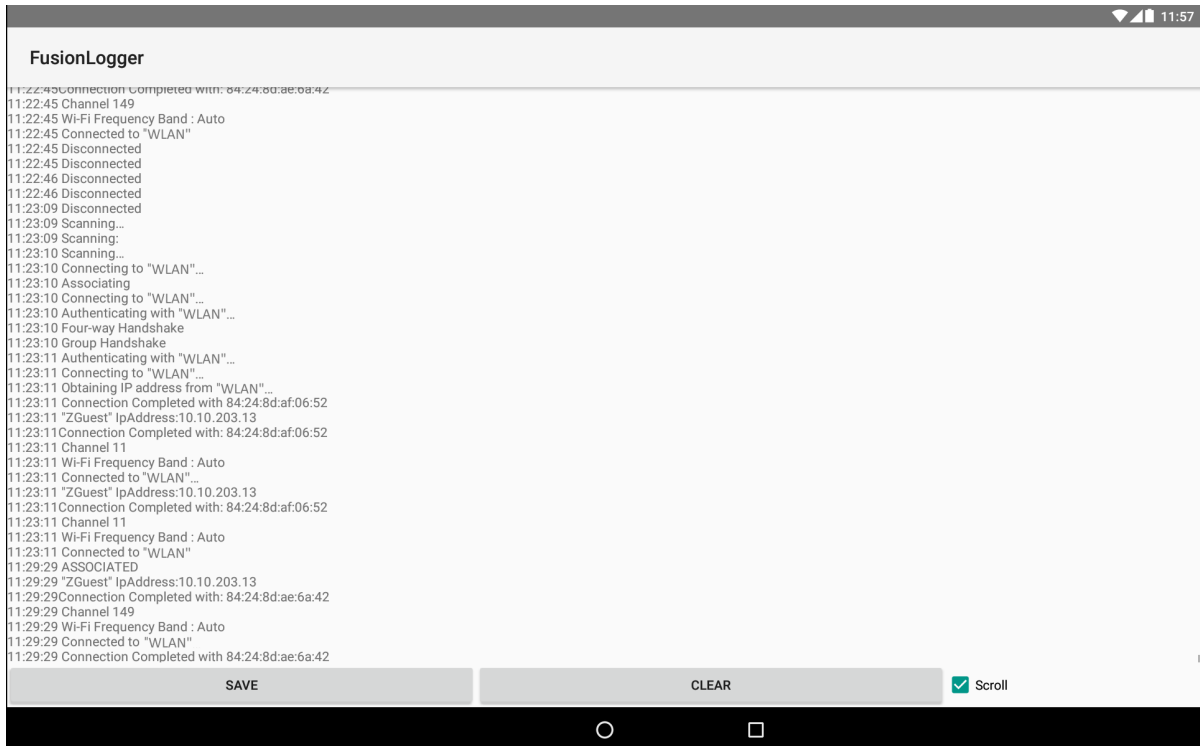 11:57
FusionLogger
11:22:45Connection Completed with: 84:24:8d:ae:6a:42
11:22:45 Channel 149
11:22:45 Wi-Fi Frequency Band : Auto
11:22:45 Connected to "WLAN"
11:22:45 Disconnected
11:22:45 Disconnected
11:22:46 Disconnected
11:22:46 Disconnected
11:23:09 Disconnected
11:23:09 Scanning…
11:23:09 Scanning:
11:23:10 Scanning…
11:23:10 Connecting to "WLAN"…
11:23:10 Associating
11:23:10 Connecting to "WLAN"…
11:23:10 Authenticating with "WLAN"…
11:23:10 Four-way Handshake
11:23:10 Group Handshake
11:23:11 Authenticating with "WLAN"…
11:23:11 Connecting to "WLAN"…
11:23:11 Obtaining IP address from "WLAN"…
11:23:11 Connection Completed with 84:24:8d:af:06:52
11:23:11 "ZGuest" IpAddress:10.10.203.13
11:23:11Connection Completed with: 84:24:8d:af:06:52
11:23:11 Channel 11
11:23:11 Wi-Fi Frequency Band : Auto
11:23:11 Connected to "WLAN"…
11:23:11 "ZGuest" IpAddress:10.10.203.13
11:23:11Connection Completed with: 84:24:8d:af:06:52
11:23:11 Channel 11
11:23:11 Wi-Fi Frequency Band : Auto
11:23:11 Connected to "WLAN"
11:29:29 ASSOCIATED
11:29:29 "ZGuest" IpAddress:10.10.203.13
11:29:29Connection Completed with: 84:24:8d:ae:6a:42
11:29:29 Channel 149
11:29:29 Wi-Fi Frequency Band : Auto
11:29:29 Connected to "WLAN"
11:29:29 Connection Completed with 84:24:8d:ae:6a:42
SAVE CLEAR Scroll